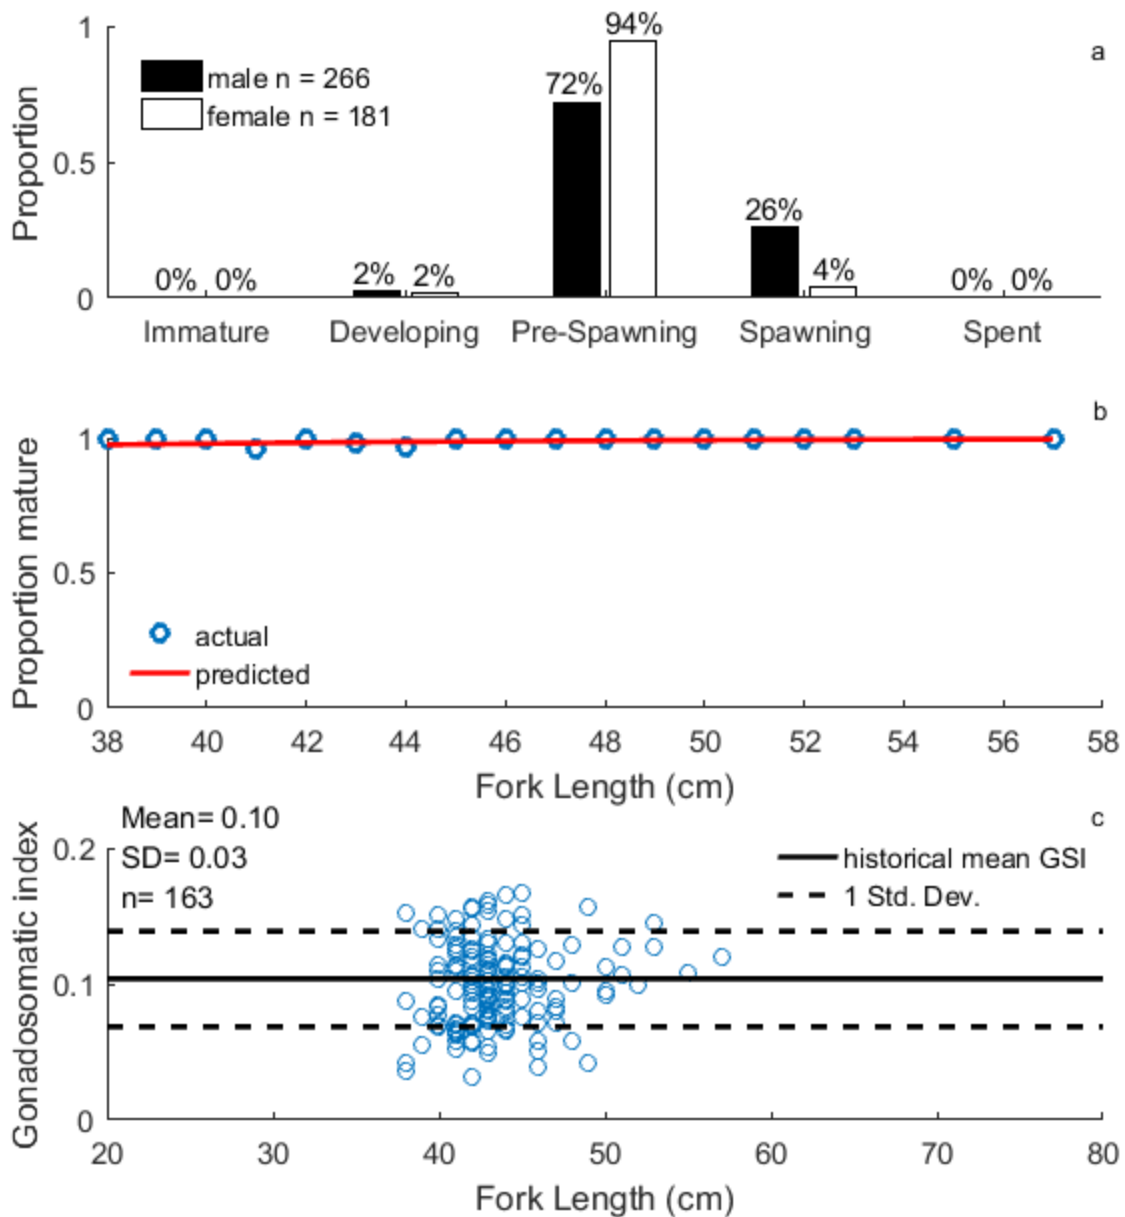 1
94%
a
male n = 266
72%
female n = 181
Proportion
0.5
26%
0% 0%
2% 2%
4%
0% 0%
0
Immature Developing Pre-Spawning Spawning Spent
b
1
Proportion mature
0.5
actual
predicted
0
38 40 42 44 46 48 50 52 54 56 58
Fork Length (cm)
Mean= 0.10
c
0.2
SD= 0.03
historical mean GSI
n= 163
1 Std. Dev.
Gonadosomatic index
0.1
0
20 30 40 50 60 70 80
Fork Length (cm)